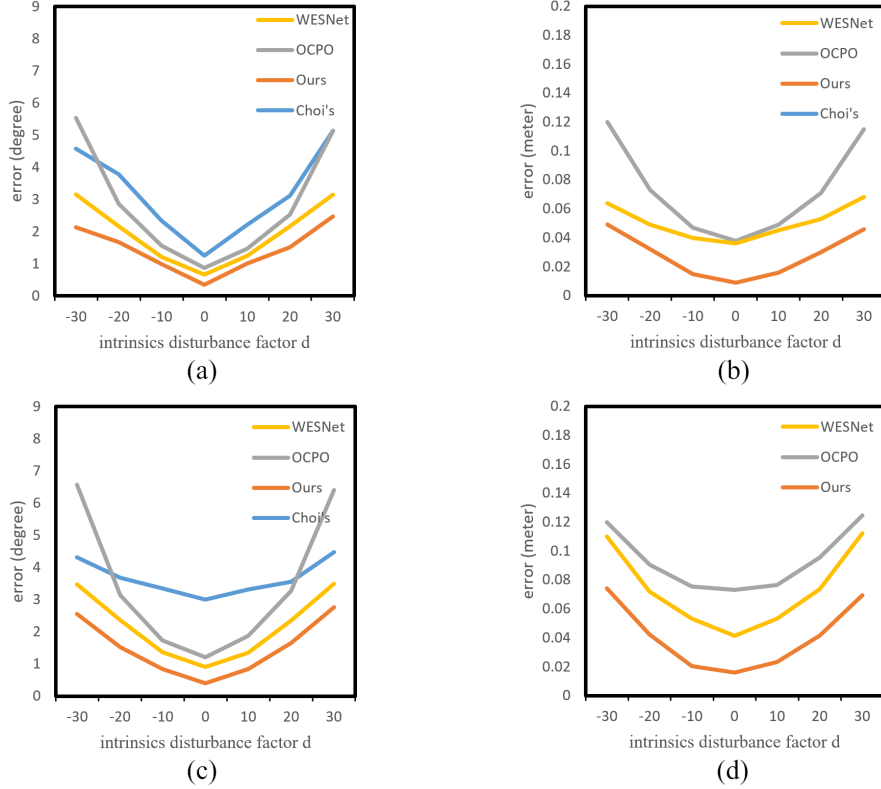 9
8
7
6
5
4
3
2
1
0
error (degree)
WESNet
OCPO
Ours
Choi's
-30 -20 -10 0 10 20 30
intrinsics disturbance factor d
(a)
0.2
0.18
0.16
0.14
0.12
0.1
0.08
0.06
0.04
0.02
0
error (meter)
WESNet
OCPO
Ours
Choi's
-30 -20 -10 0 10 20 30
intrinsics disturbance factor d
(b)
9
8
7
6
5
4
3
2
1
0
error (degree)
WESNet
OCPO
Ours
Choi's
-30 -20 -10 0 10 20 30
intrinsics disturbance factor d
(c)
0.2
0.18
0.16
0.14
0.12
0.1
0.08
0.06
0.04
0.02
0
error (meter)
WESNet
OCPO
Ours
-30 -20 -10 0 10 20 30
intrinsics disturbance factor d
(d)